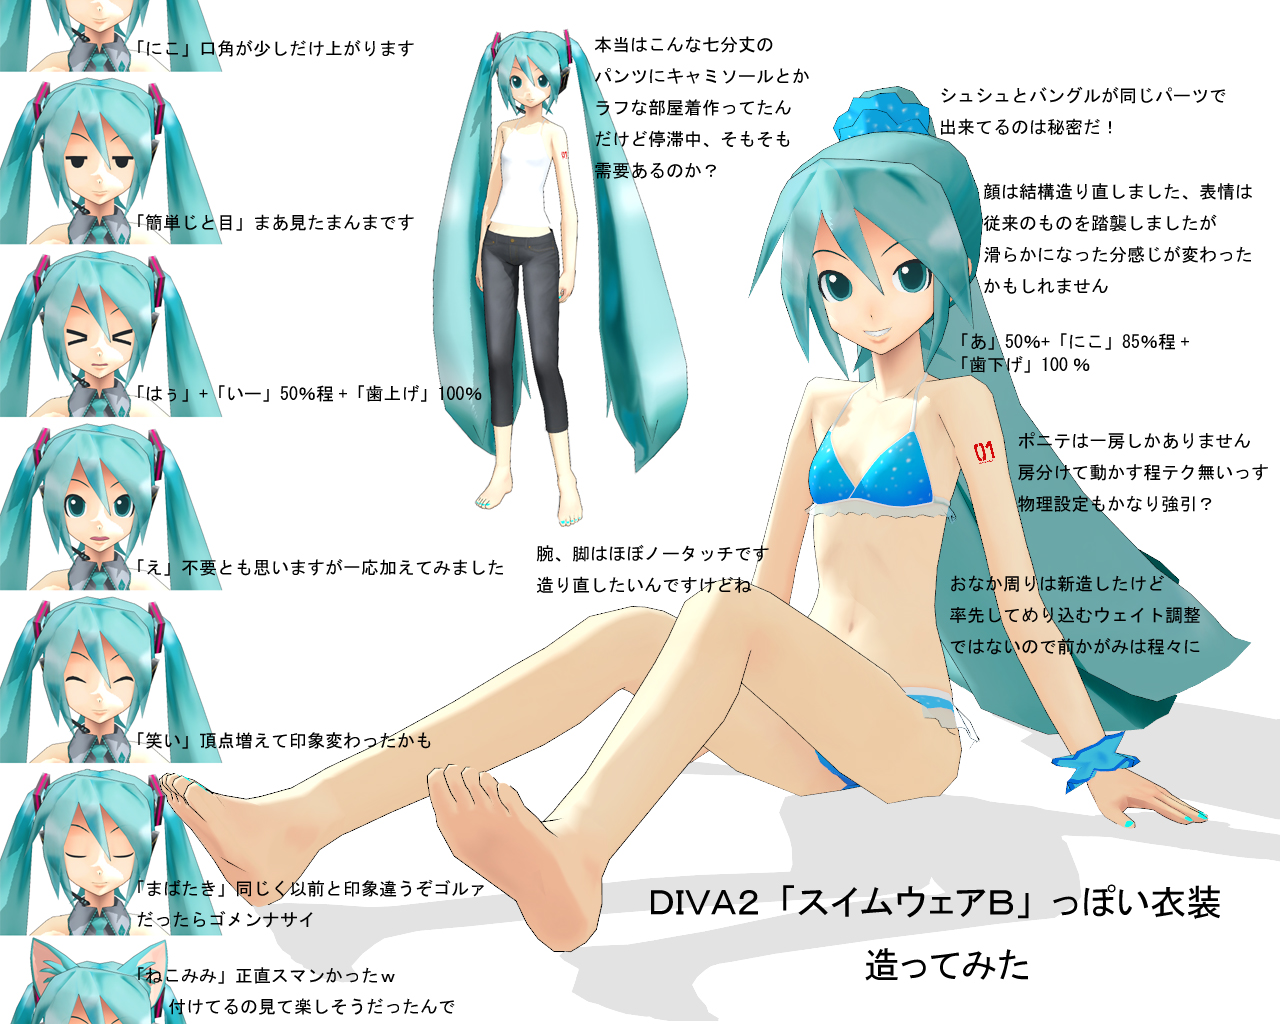 「にこ」口角が少しだけ上がります
「簡単じと目」まあ見たまんまです
「はぅ」+「いー」50%程+「歯上げ」100%
「え」不要とも思いますが一応加えてみました
「笑い」頂点増えて印象変わったかも
「まばたき」同じく以前と印象違うぞゴルァ
だったらゴメンナサイ
「ねこみみ」正直スマンかったｗ
付けてるの見て楽しそうだったんで
本当はこんな七分丈の
パンツにキャミソールとか
ラフな部屋着作ってたん
だけど停滞中、そもそも
需要あるのか？
01
腕、脚はほぼノータッチです
造り直したいんですけどね
シュシュとバングルが同じパーツで
出来てるのは秘密だ！
顔は結構造り直しました、表情は
従来のものを踏襲しましたが
滑らかになった分感じが変わった
かもしれません
「あ」50%+「にこ」85%程+
「歯下げ」100%
01
ポニテは一房しかありません
房分けて動かす程テク無いっす
物理設定もかなり強引？
おなか周りは新造したけど
率先してめり込むウェイト調整
ではないので前かがみは程々に
DIVA2「スイムウェアB」っぽい衣装
造ってみた